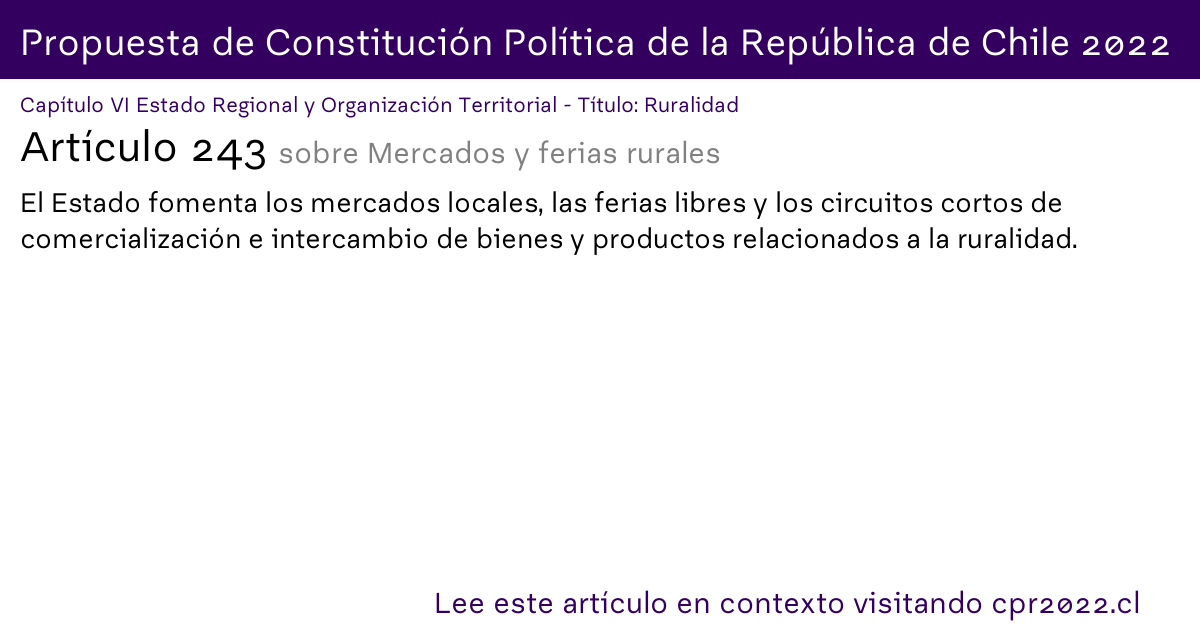 Propuesta de Constitución Política de la República de Chile 2022
Capítulo VI Estado Regional y Organización Territorial - Título: Ruralidad
Artículo 243 sobre Mercados y ferias rurales
El Estado fomenta los mercados locales, las ferias libres y los circuitos cortos de
comercialización e intercambio de bienes y productos relacionados a la ruralidad.
Lee este artículo en contexto visitando cpr2022.cl